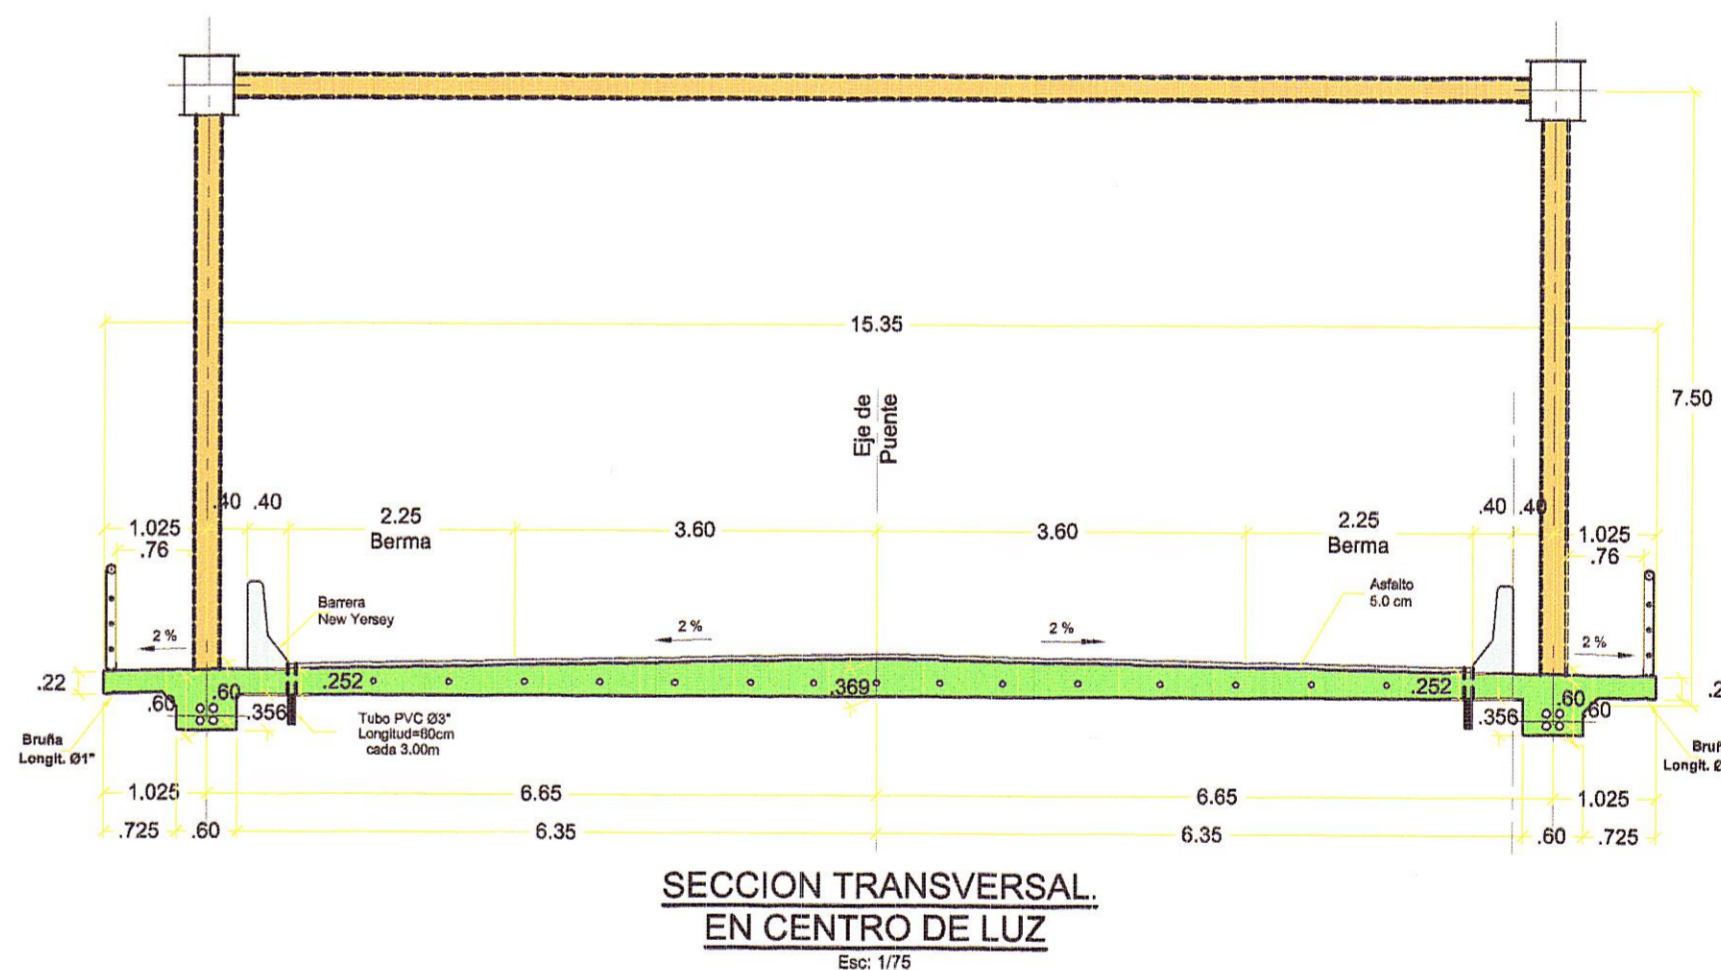 15.35
7.50
Eje de
Puente
.40 .40
.40 .40
1.025
2.25
Berma
3.60
3.60
2.25
Berma
1.025
.76
.76
Barrera
New Yersey
Asfalto
5.0 cm
2 %
2 %
2 %
2 %
.22
.60
.60
.356
.252
.369
.252
.356
.60
.60
.2
Tubo PVC Ø3"
Longitud=80cm
cada 3.00m
Bruña
Longit. Ø1"
Bruñ
Longit. Ø
1.025
6.65
6.65
1.025
.725
.60
6.35
6.35
.60
.725
SECCION TRANSVERSAL.
EN CENTRO DE LUZ
Esc: 1/75